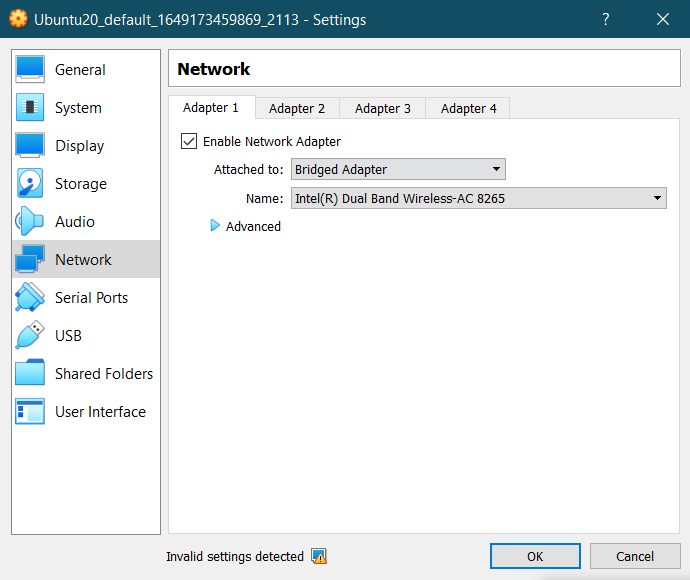 Ubuntu20_default_1649173459869_2113 - Settings
?
General
System
Display
Storage
Audio
Network
Serial Ports
USB
Shared Folders
User Interface
Network
Adapter 1
Adapter 2
Adapter 3
Adapter 4
Enable Network Adapter
Attached to: Bridged Adapter
Name: Intel(R) Dual Band Wireless-AC 8265
Advanced
Invalid settings detected
OK
Cancel